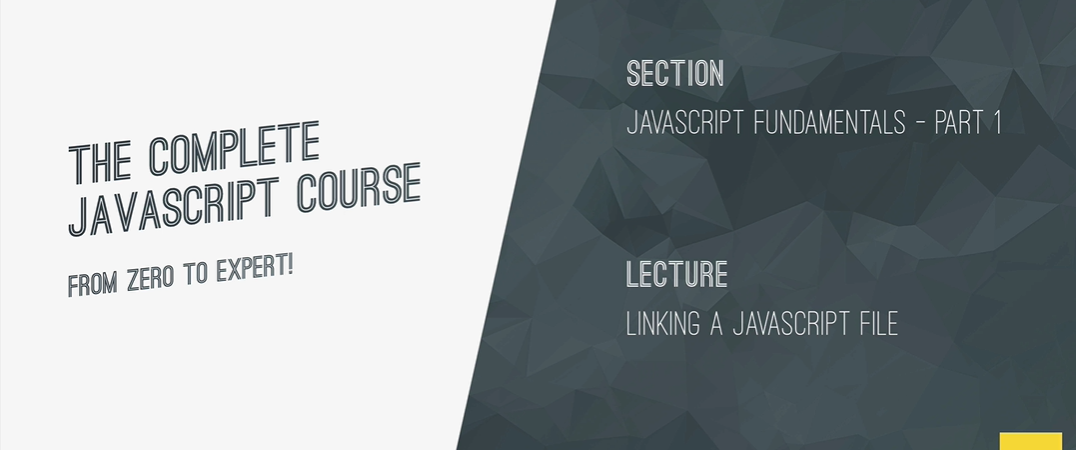 THE COMPLETE
JAVASCRIPT COURSE
FROM ZERO TO EXPERT!
SECTION
JAVASCRIPT FUNDAMENTALS – PART 1
LECTURE
LINKING A JAVASCRIPT FILE